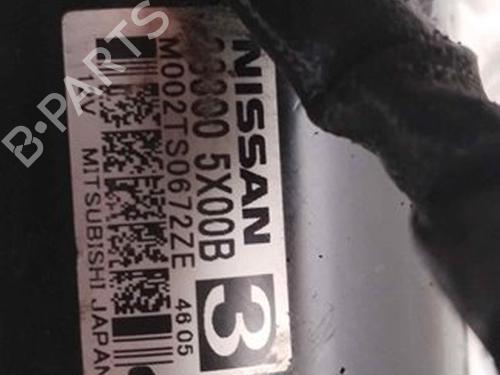 NISSAN
23300 5X00B
M002TS0672ZE
12V MITSUBISHI JAPAN
4605
3
B-PARTS